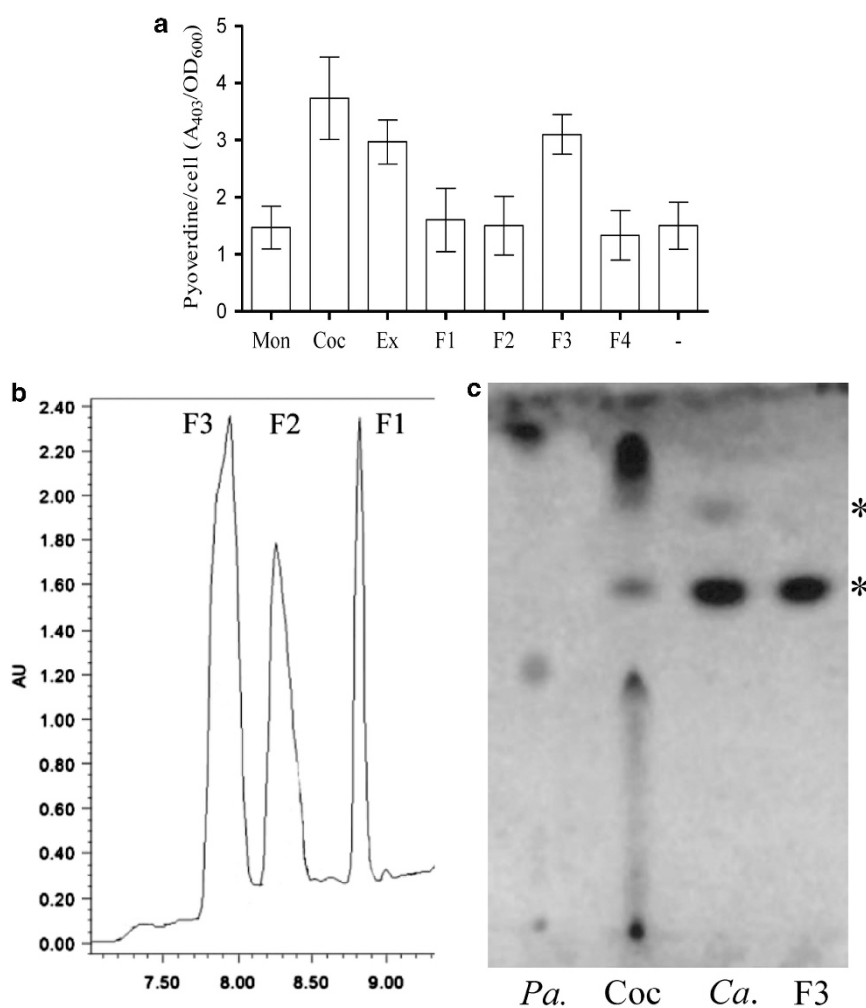 a
Pyoverdine/cell (A403/OD600)
5
4
3
2
1
0
Mon Coc Ex F1 F2 F3 F4 -
b
AU
2.40
2.20
2.00
1.80
1.60
1.40
1.20
1.00
0.80
0.60
0.40
0.20
0.00
F3 F2 F1
7.50 8.00 8.50 9.00
c
*
*
Pa. Coc Ca. F3